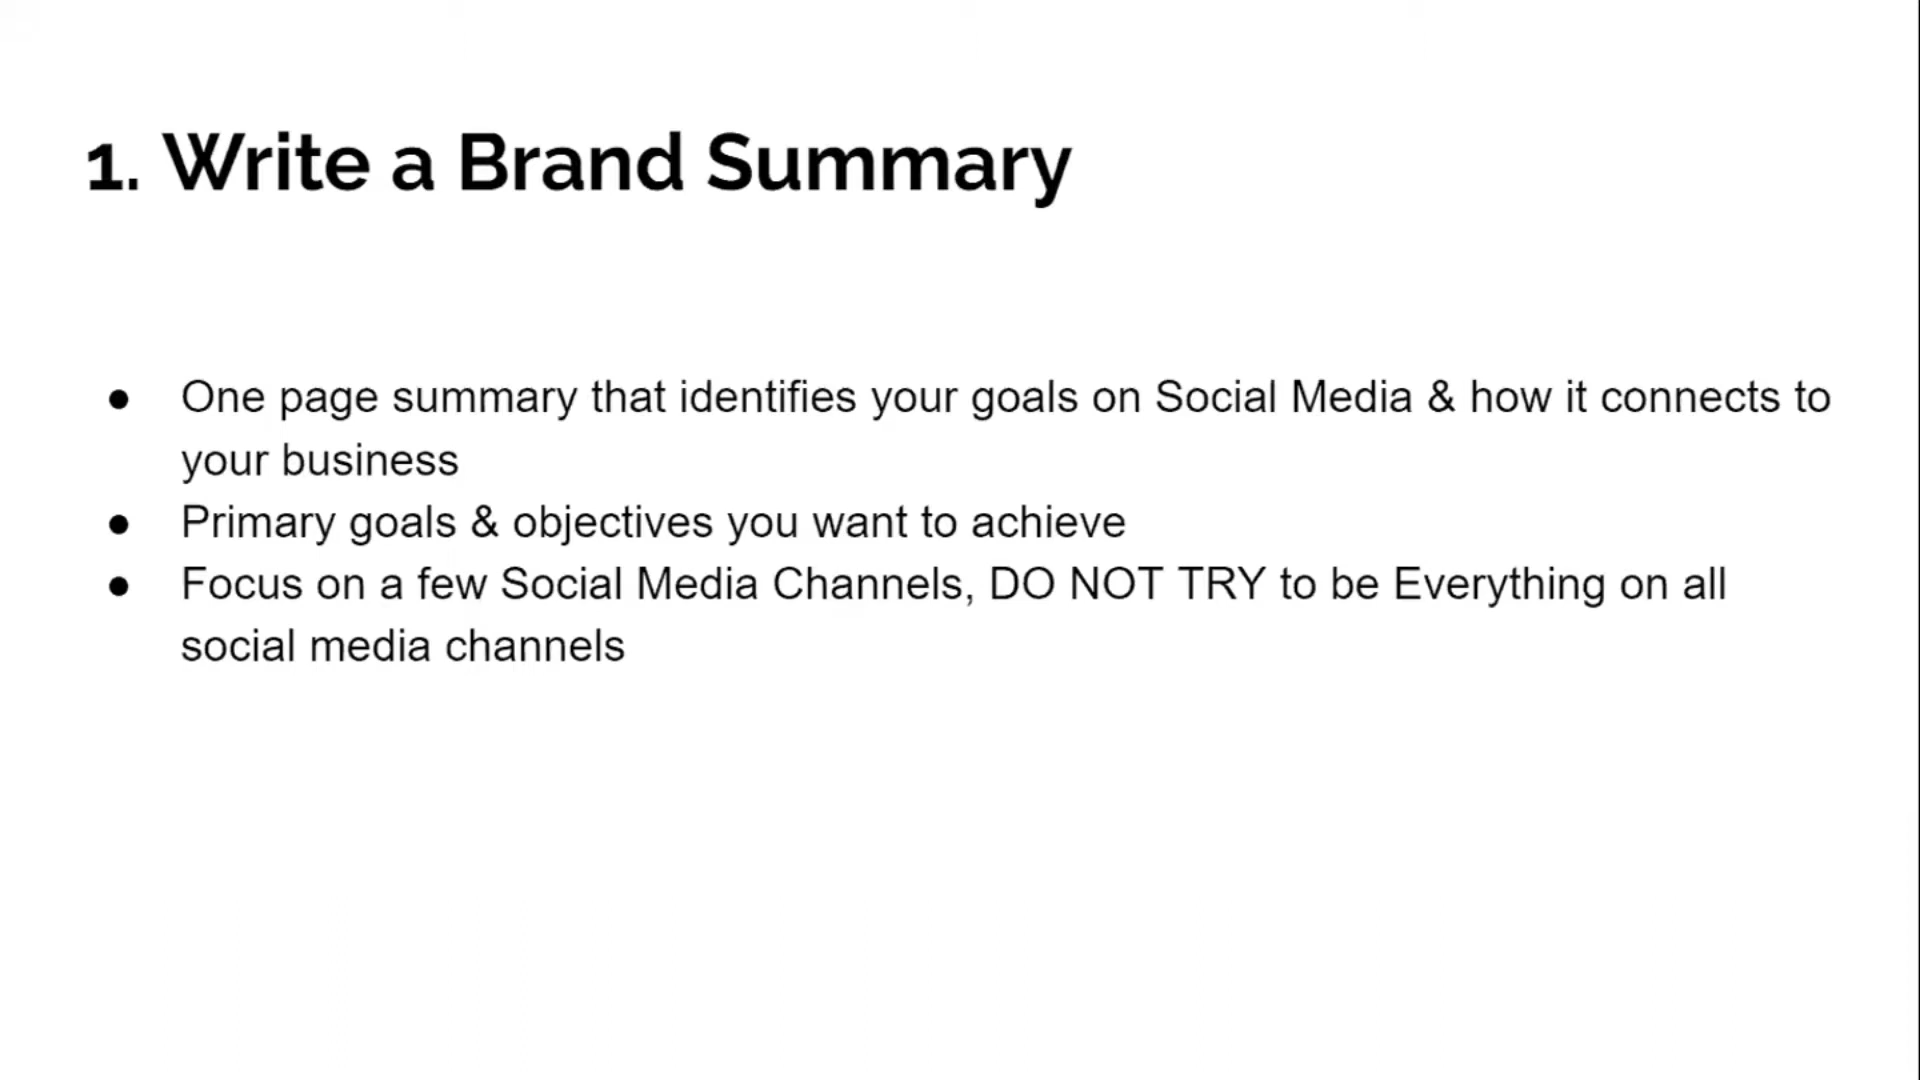 1. Write a Brand Summary
● One page summary that identifies your goals on Social Media & how it connects to
your business
● Primary goals & objectives you want to achieve
● Focus on a few Social Media Channels, DO NOT TRY to be Everything on all
social media channels